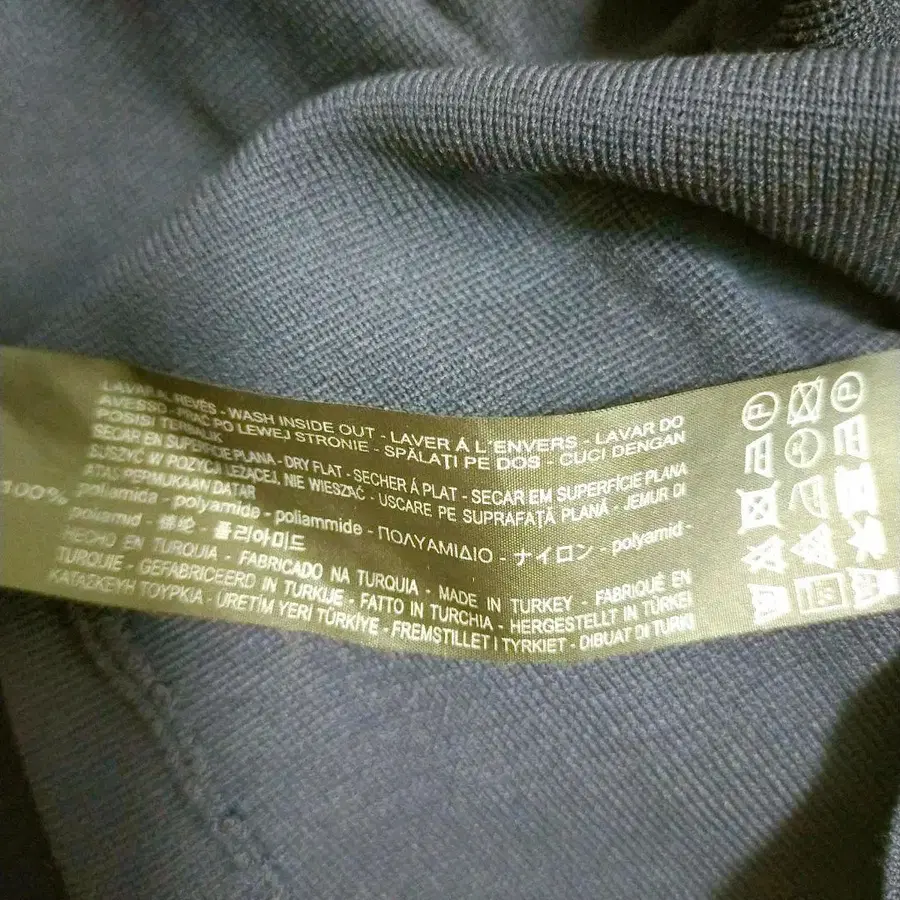 LAVAR AL REVÉS - WASH INSIDE OUT - LAVER Á L'ENVERS - LAVAR DO
AVESSO - PRAĆ PO LEWEJ STRONIE - SPĂLAȚI PE DOS - CUCI DENGAN
POSISI TERBALIK
SECAR EN SUPERFICIE PLANA - DRY FLAT - SECHER Á PLAT - SECAR EM SUPERFÍCIE PLANA
SUSZYĆ W POZYCJI LEŻĄCEJ, NIE WIESZAĆ - USCARE PE SUPRAFAȚĂ PLANĂ - JEMUR DI
ATAS PERMUKAAN DATAR
100% poliamida - polyamide - poliammide - ΠΟΛΥΑΜΙΔΙΟ - ナイロン - polyamid -
poliamid - 锦纶 - 폴리아미드
HECHO EN TURQUIA - FABRICADO NA TURQUIA - MADE IN TURKEY - FABRIQUÉ EN
TURQUIE - GEFABRICEERD IN TURKIJE - FATTO IN TURCHIA - HERGESTELLT IN TÜRKEI
ΚΑΤΑΣΚΕΥΗ ΤΟΥΡΚΙΑ - ÜRETİM YERİ TÜRKİYE - FREMSTILLET I TYRKIET - DIBUAT DI TURKI
P P